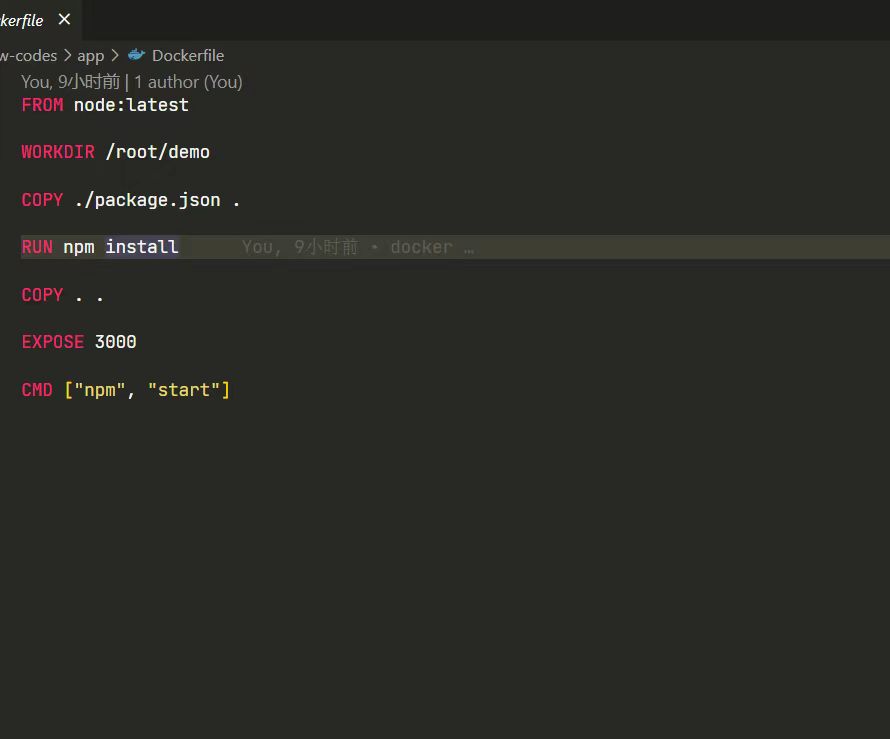 kerfile ✕
w-codes > app > Dockerfile
You, 9小时前 | 1 author (You)
FROM node:latest
WORKDIR /root/demo
COPY ./package.json .
RUN npm install You, 9小时前 • docker …
COPY . .
EXPOSE 3000
CMD ["npm", "start"]